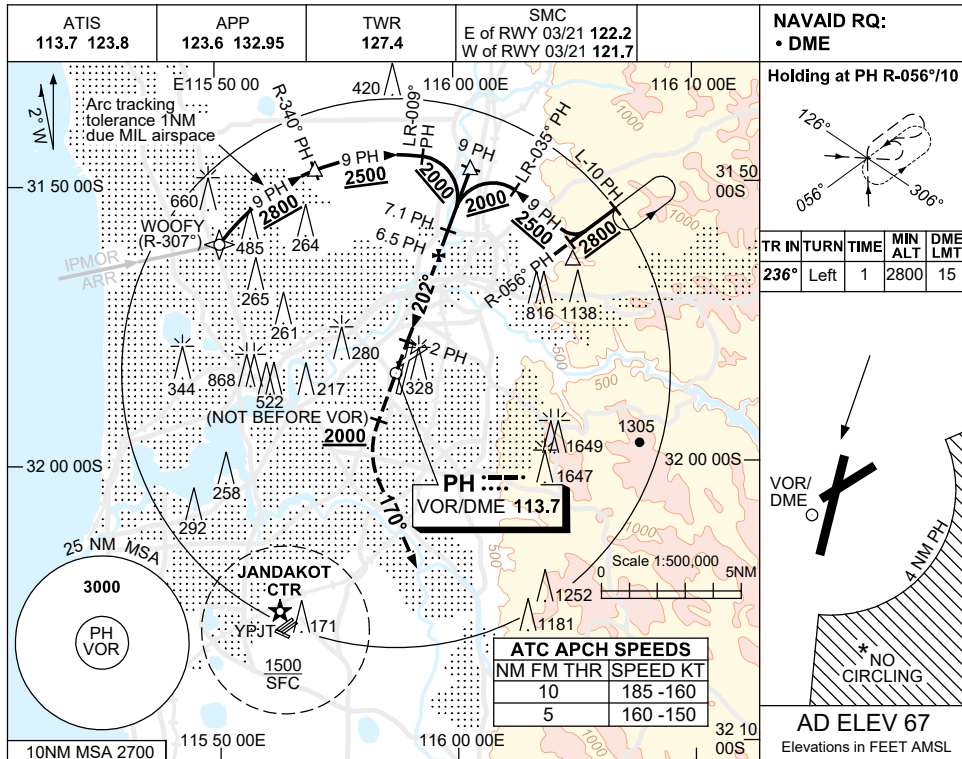 ATIS
113.7 123.8
APP
123.6 132.95
TWR
127.4
SMC
E of RWY 03/21 122.2
W of RWY 03/21 121.7
NAVAID RQ:
• DME
E115 50 00
116 00 00E
116 10 00E
2° W
Arc tracking
tolerance 1NM
due MIL airspace
420
R-340° PH
LR-009°
PH
9 PH
LR-035° PH
L-10 PH
1000
31 50 00S
31 50
00S
9 PH
2800
9 PH
2500
2000
2000
9 PH
2500
2800
660
WOOFY
(R-307°)
485
264
7.1 PH
6.5 PH
R-056° PH
1000
IPMOR
ARR
265
261
202°
816
1138
280
2 PH
500
500
344
868
522
217
328
(NOT BEFORE VOR)
2000
1305
1649
1647
32 00 00S
32 00 00S
258
292
170°
PH
VOR/DME 113.7
1000
500
25 NM MSA
3000
PH
VOR
JANDAKOT
CTR
YPJT
171
1500
SFC
Scale 1:500,000
0
5NM
1252
1181
ATC APCH SPEEDS
NM FM THR SPEED KT
10 185 -160
5 160 -150
1000
10NM MSA 2700
115 50 00E
116 00 00E
32 10
00S
Holding at PH R-056°/10
126°
056°
306°
TR IN TURN TIME MIN ALT DME LMT
236° Left 1 2800 15
VOR/
DME
4 NM PH
* NO
CIRCLING
AD ELEV 67
Elevations in FEET AMSL